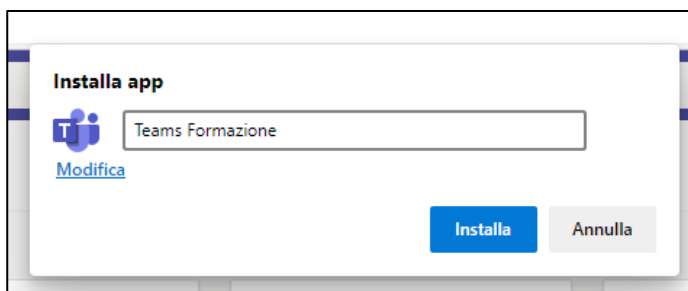 Installa app
T
Teams Formazione
Modifica
Installa
Annulla